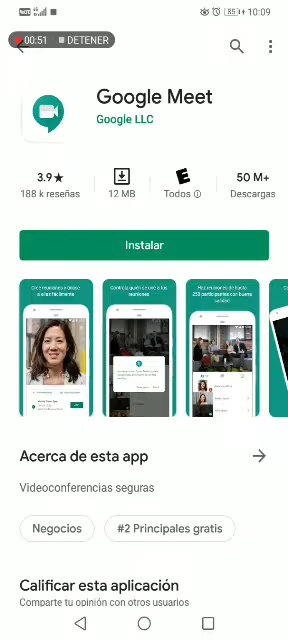 10:09
00:51 DETENER
Google Meet
Google LLC
3.9★
188 k reseñas
12 MB
E
Todos
50 M+
Descargas
Instalar
Acerca de esta app
Videoconferencias seguras
Negocios
#2 Principales gratis
Calificar esta aplicación
Comparte tu opinión con otros usuarios